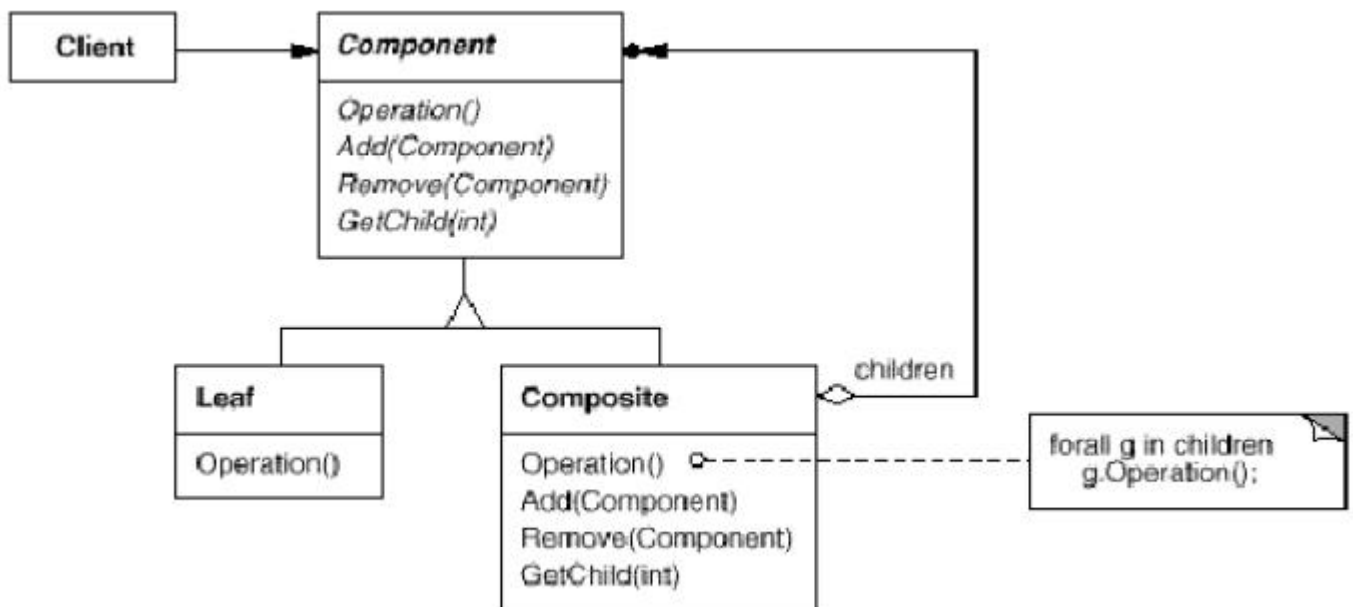 Client
Component
Operation()
Add(Component)
Remove(Component)
GetChild(int)
Leaf
Operation()
Composite
Operation()
Add(Component)
Remove(Component)
GetChild(int)
children
forall g in children
g.Operation();